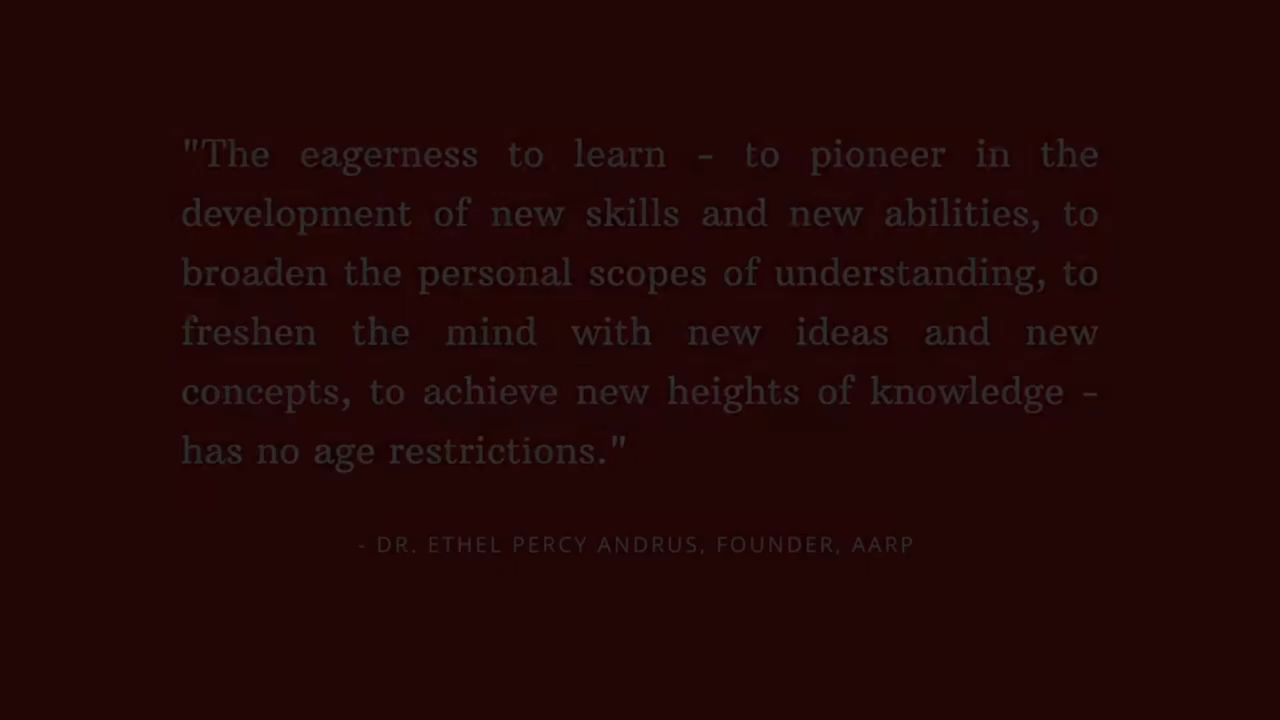 "The eagerness to learn - to pioneer in the
development of new skills and new abilities, to
broaden the personal scopes of understanding, to
freshen the mind with new ideas and new
concepts, to achieve new heights of knowledge -
has no age restrictions."
- DR. ETHEL PERCY ANDRUS, FOUNDER, AARP